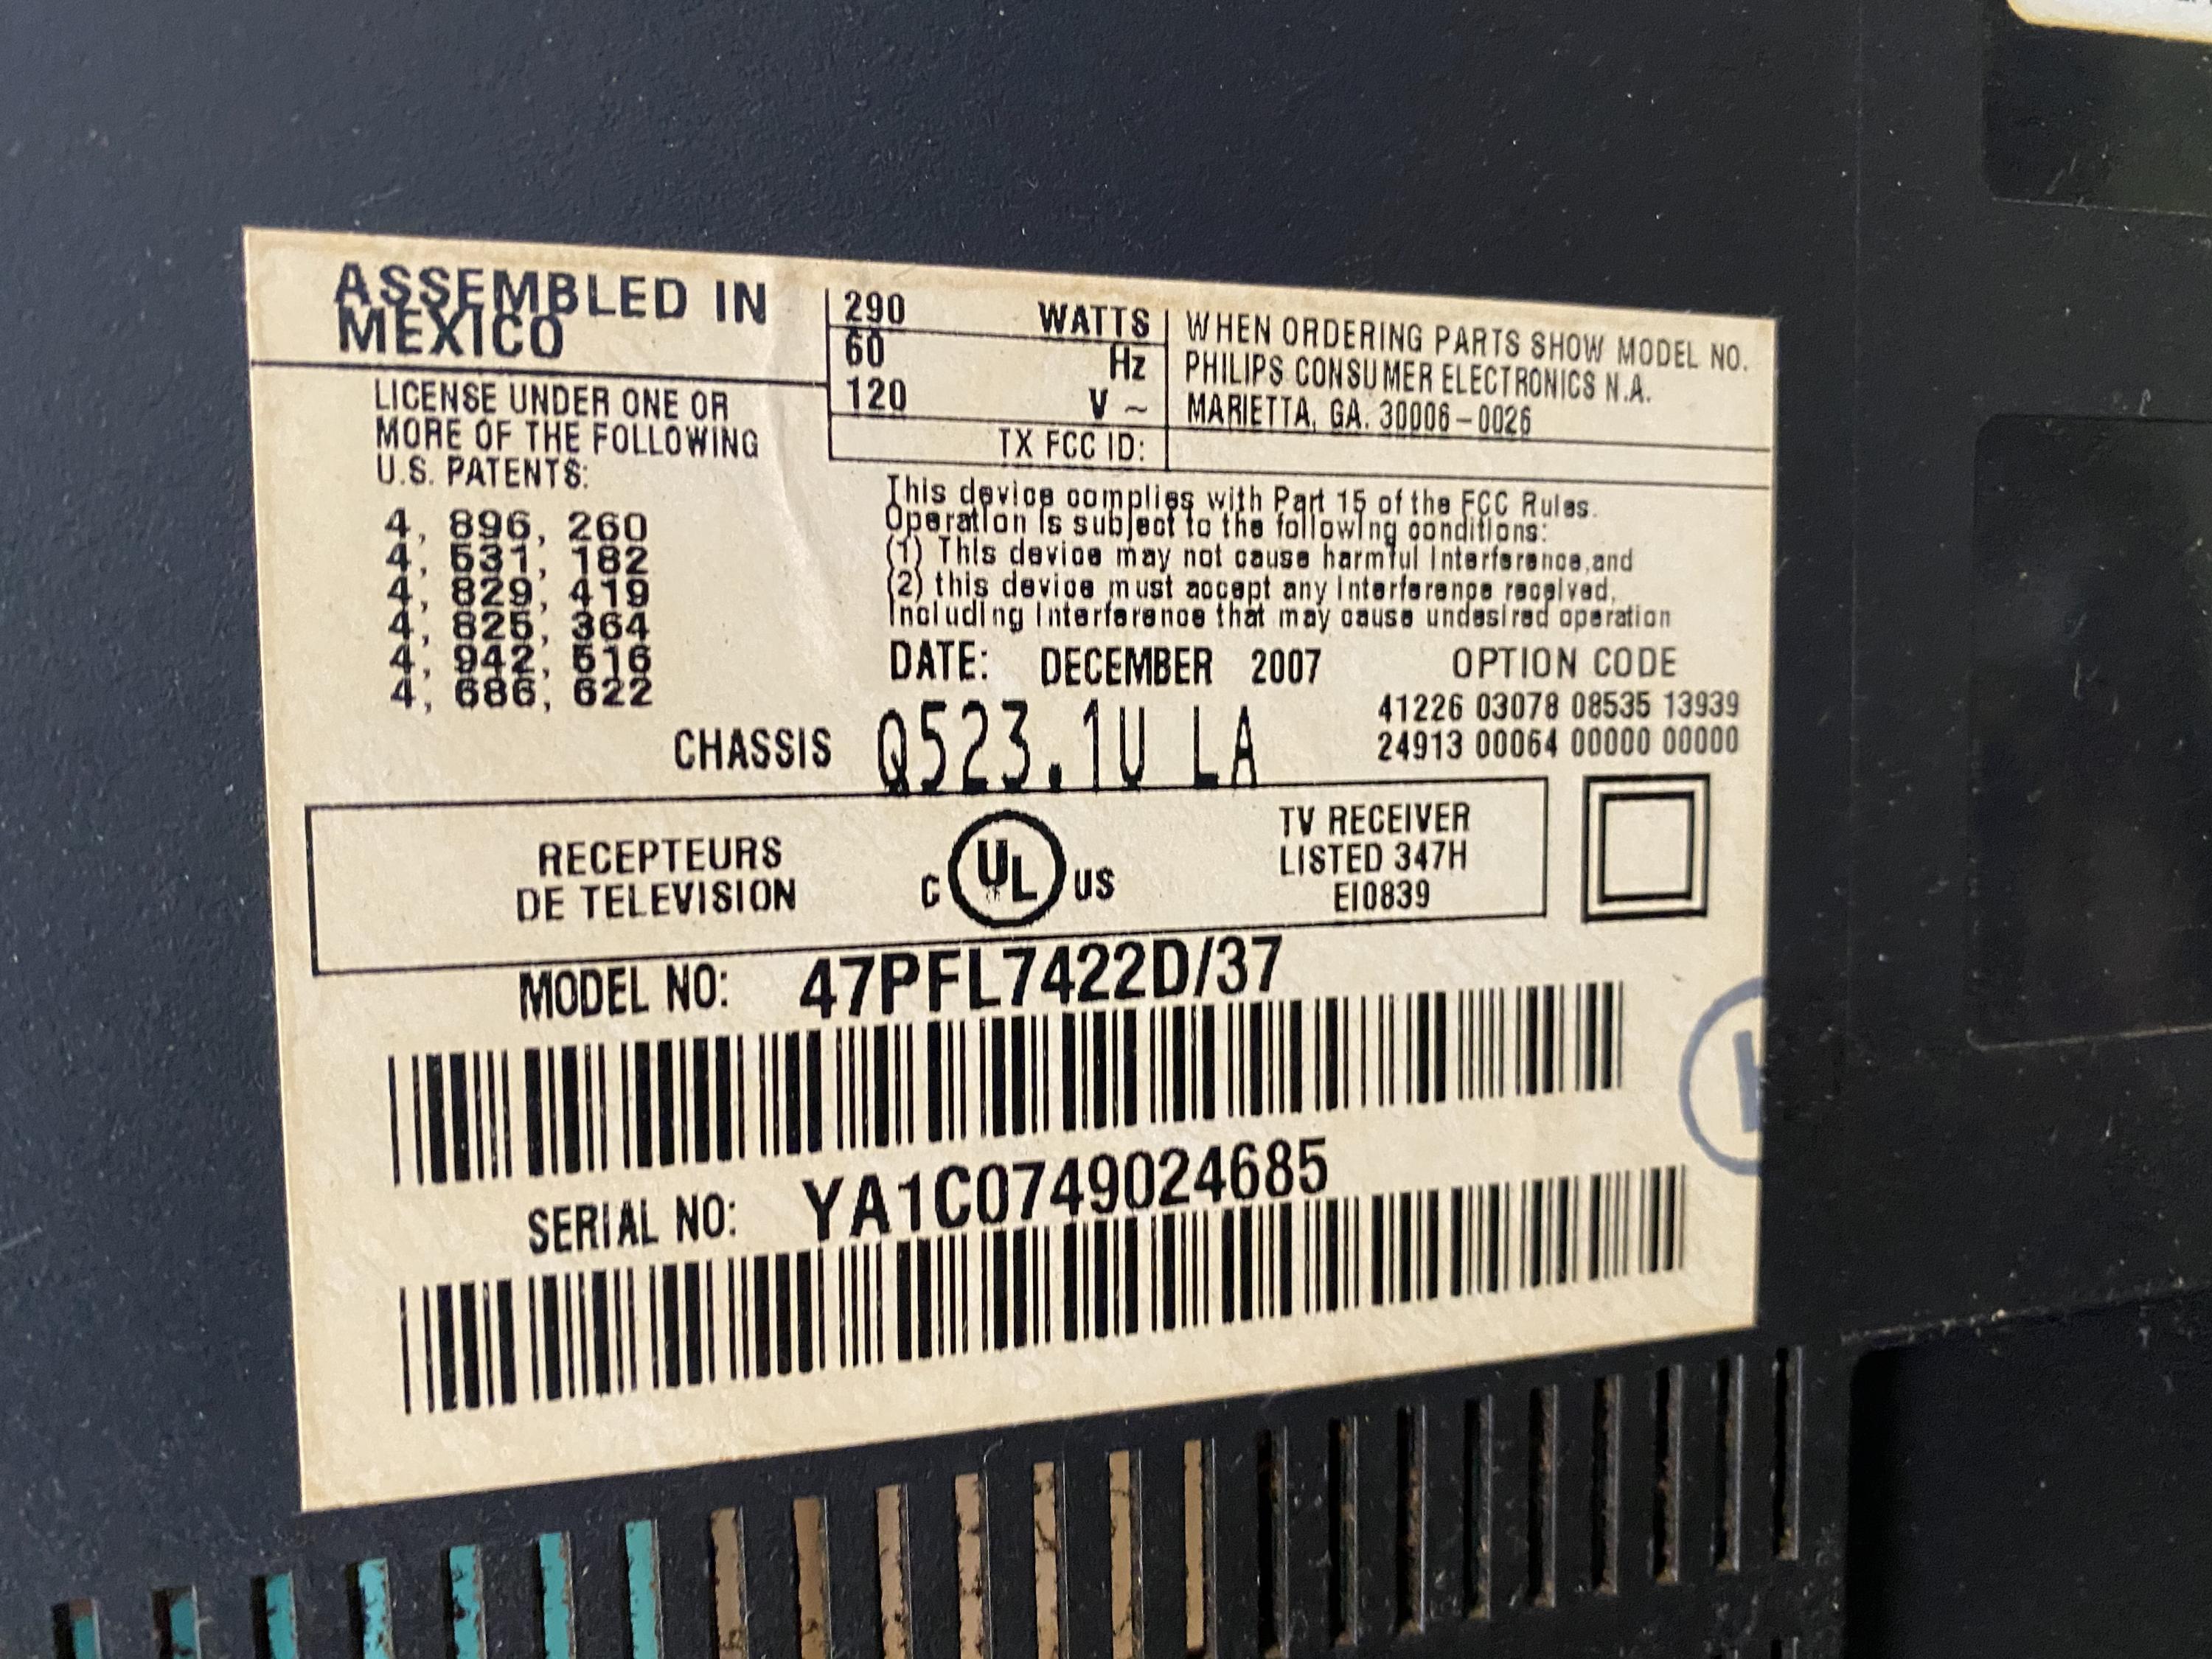 ASSEMBLED IN
MEXICO
290 WATTS
60 Hz
120 V ~
TX FCC ID:
WHEN ORDERING PARTS SHOW MODEL NO.
PHILIPS CONSUMER ELECTRONICS N.A.
MARIETTA, GA. 30006-0026
LICENSE UNDER ONE OR
MORE OF THE FOLLOWING
U.S. PATENTS:
4, 896, 260
4, 631, 182
4, 829, 419
4, 825, 364
4, 942, 516
4, 686, 622
This device complies with Part 15 of the FCC Rules.
Operation is subject to the following conditions:
(1) This device may not cause harmful interference,and
(2) this device must accept any interference received,
including interference that may cause undesired operation
DATE: DECEMBER 2007
OPTION CODE
41226 03078 08535 13939
24913 00064 00000 00000
CHASSIS Q523.1U LA
RECEPTEURS
DE TELEVISION
C UL US
TV RECEIVER
LISTED 347H
EI0839
MODEL NO: 47PFL7422D/37
SERIAL NO: YA1C0749024685